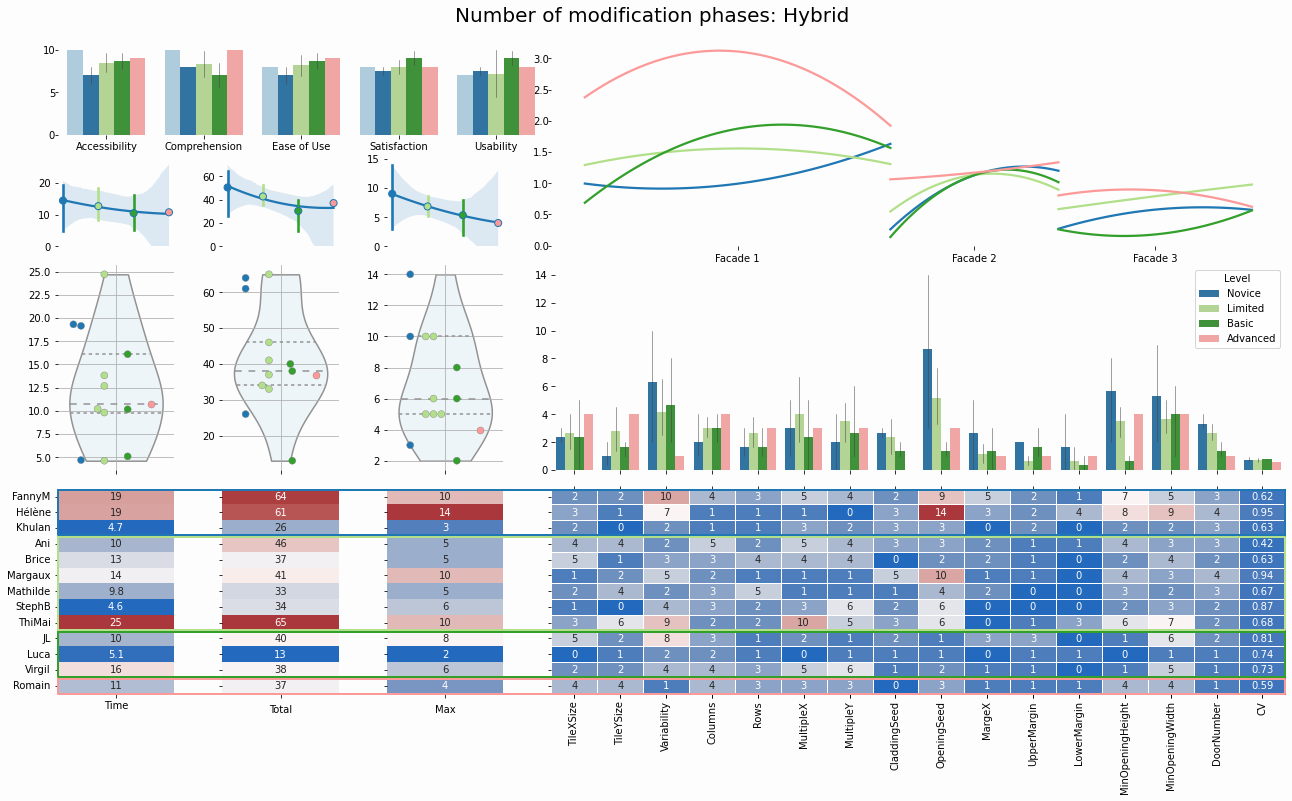 Number of modification phases: Hybrid
10
5
0
Accessibility Comprehension Ease of Use Satisfaction Usability
3.0
2.5
2.0
1.5
1.0
0.5
0.0
Facade 1 Facade 2 Facade 3
20
10
0
60
40
20
0
15
10
5
0
25.0
22.5
20.0
17.5
15.0
12.5
10.0
7.5
5.0
60
50
40
30
20
14
12
10
8
6
4
2
14
12
10
8
6
4
2
0
Level
Novice
Limited
Basic
Advanced
FannyM 19 64 10 2 2 10 4 3 5 4 2 9 5 2 1 7 5 3 0.62
Hélène 19 61 14 3 1 7 1 1 1 0 3 14 3 2 4 8 9 4 0.95
Khulan 4.7 26 3 2 0 2 1 1 3 2 3 3 0 2 0 2 2 3 0.63
Ani 10 46 5 4 4 2 5 2 5 4 3 3 2 1 1 4 3 3 0.42
Brice 13 37 5 5 1 3 3 4 4 4 0 2 2 1 0 2 4 2 0.63
Margaux 14 41 10 1 2 5 2 1 1 1 5 10 1 1 0 4 3 4 0.94
Mathilde 9.8 33 5 2 4 2 3 5 1 1 1 4 2 0 0 3 3 2 0.67
StephB 4.6 34 6 1 0 4 3 2 3 6 2 6 0 0 0 2 3 2 0.87
ThiMai 25 65 10 3 6 9 2 2 10 5 3 6 0 1 3 6 7 2 0.68
JL 10 40 8 5 2 8 3 1 2 1 2 1 3 3 0 1 6 2 0.81
Luca 5.1 13 2 0 1 2 2 1 0 1 1 1 0 1 1 0 1 1 0.74
Virgil 16 38 6 2 2 4 4 3 5 6 1 2 1 1 0 1 5 1 0.73
Romain 11 37 4 4 4 1 4 3 3 3 0 3 1 1 1 4 4 1 0.59
Time Total Max TileXSize TileYSize Variability Columns Rows MultipleX MultipleY CladdingSeed OpeningSeed MargeX UpperMargin LowerMargin MinOpeningHeight MinOpeningWidth DoorNumber CV